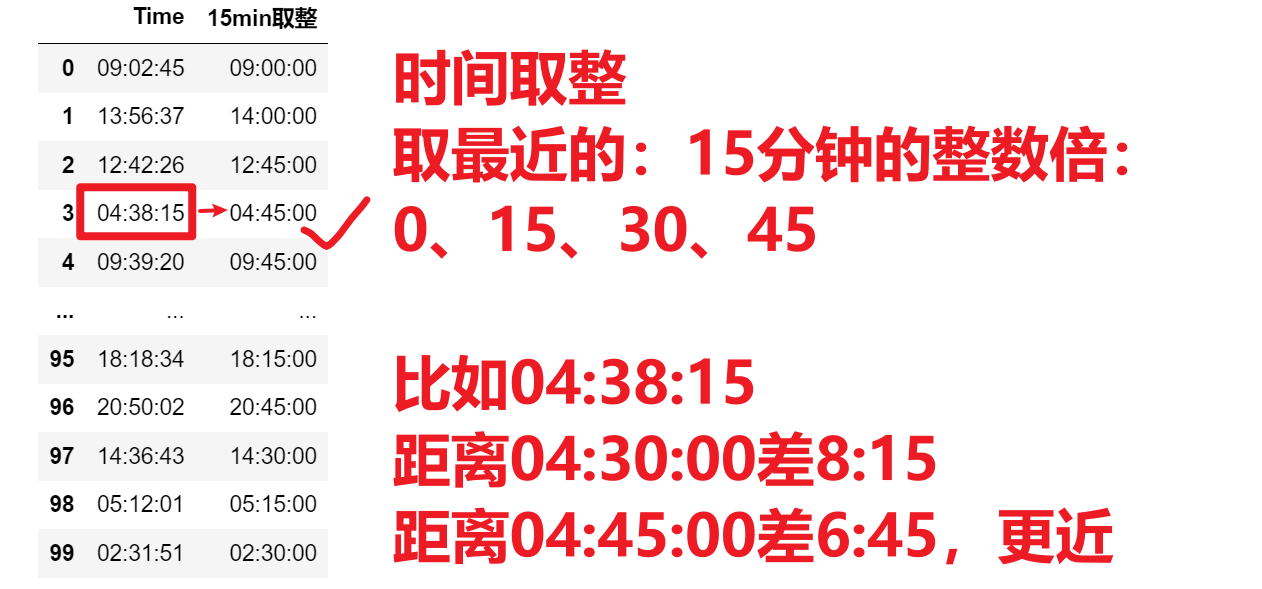 Time 15min取整
0 09:02:45 09:00:00
1 13:56:37 14:00:00
2 12:42:26 12:45:00
3 04:38:15 04:45:00
4 09:39:20 09:45:00
... ... ...
95 18:18:34 18:15:00
96 20:50:02 20:45:00
97 14:36:43 14:30:00
98 05:12:01 05:15:00
99 02:31:51 02:30:00
时间取整
取最近的：15分钟的整数倍：
0、15、30、45
比如04:38:15
距离04:30:00差8:15
距离04:45:00差6:45，更近